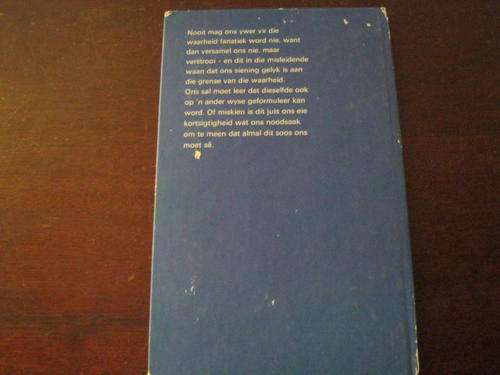 Nooit mag ons ywer vir die
waarheid fanatiek word nie, want
dan versamel ons nie, maar
verstrooi - en dit in die misleidende
waan dat ons siening gelyk is aan
die grense van die waarheid.
Ons sal moet leer dat dieselfde ook
op 'n ander wyse geformuleer kan
word. Of miskien is dit juis ons eie
kortsigtigheid wat ons noodsaak
om te meen dat almal dit soos ons
moet sê.